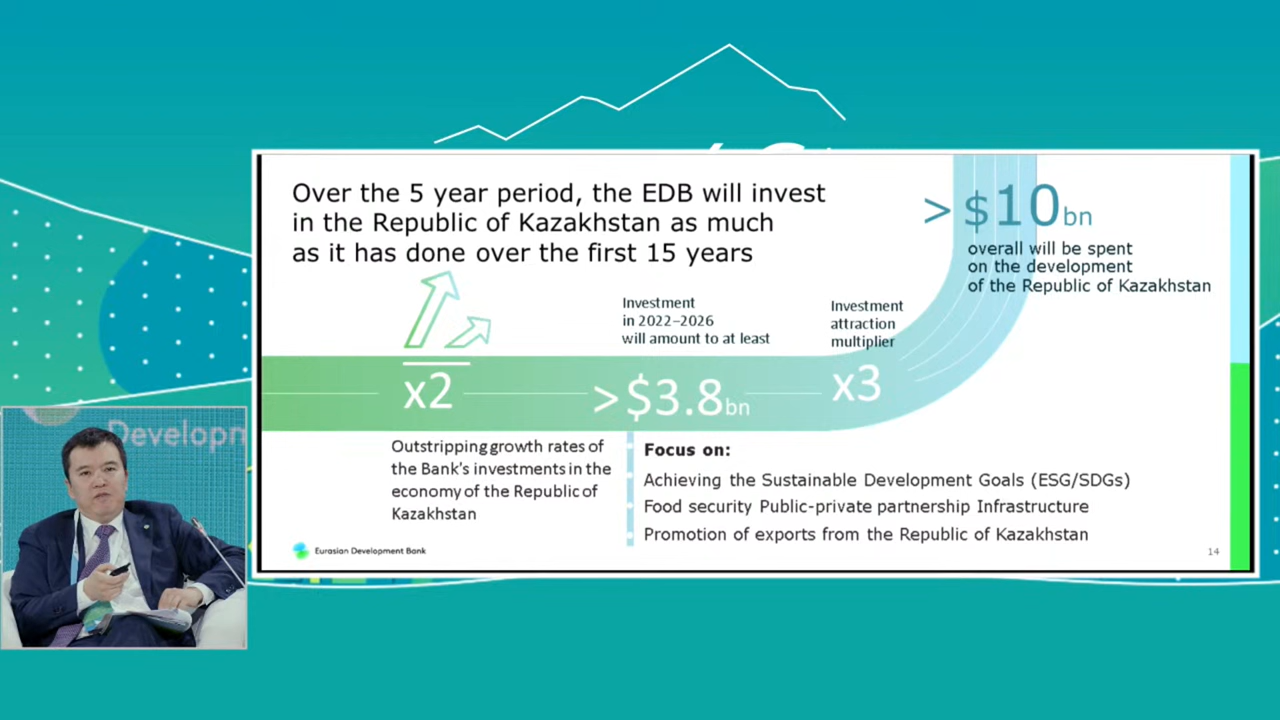 Over the 5 year period, the EDB will invest
in the Republic of Kazakhstan as much
as it has done over the first 15 years
> $10bn
overall will be spent
on the development
of the Republic of Kazakhstan
Investment
in 2022–2026
will amount to at least
Investment
attraction
multiplier
x2
>$3.8bn
x3
Outstripping growth rates of
the Bank's investments in the
economy of the Republic of
Kazakhstan
Focus on:
Achieving the Sustainable Development Goals (ESG/SDGs)
Food security Public-private partnership Infrastructure
Promotion of exports from the Republic of Kazakhstan
Eurasian Development Bank
14
Developn